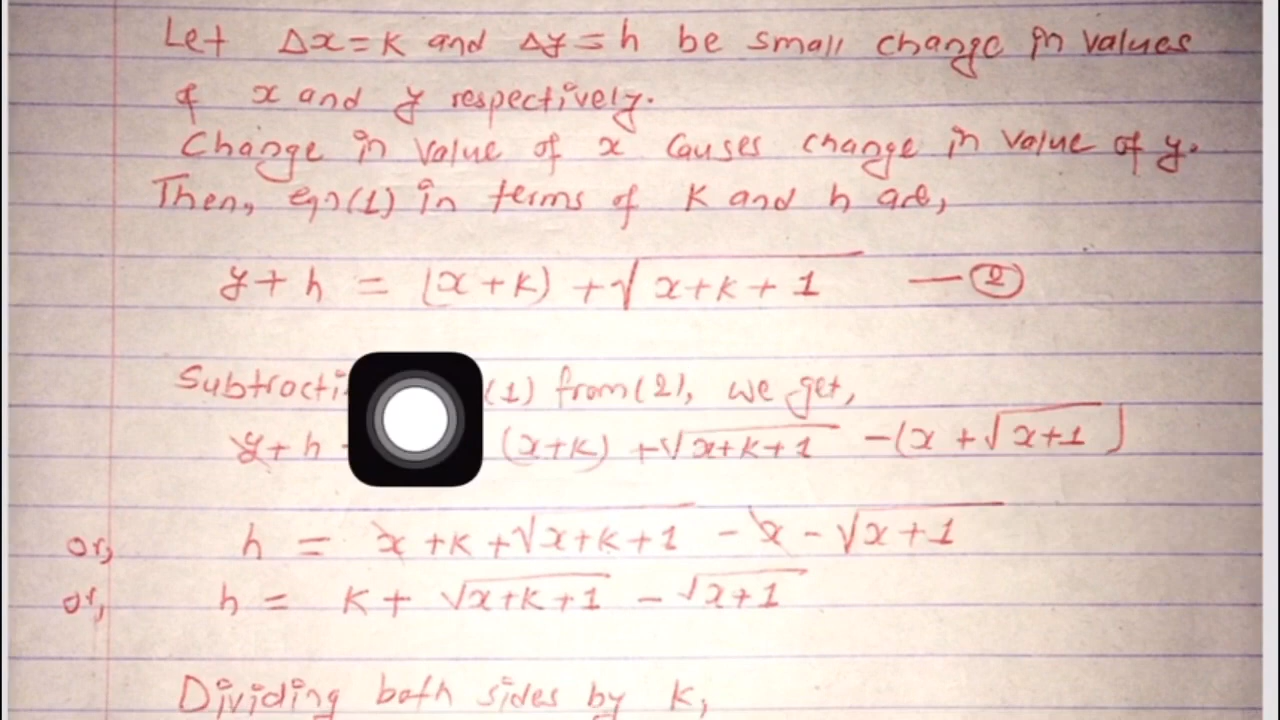 Let Δx = k and Δy = h be small change in values
of x and y respectively.
Change in value of x causes change in value of y.
Then, eqn(1) in terms of k and h are,
y + h = (x + k) + √x + k + 1 — ②
(1) from (2), we get,
y + h (x+k) + √x+k+1 - (x + √x+1)
or, h = x + k + √x+k+1 - x - √x+1
or, h = k + √x+k+1 - √x+1
Dividing both sides by k,